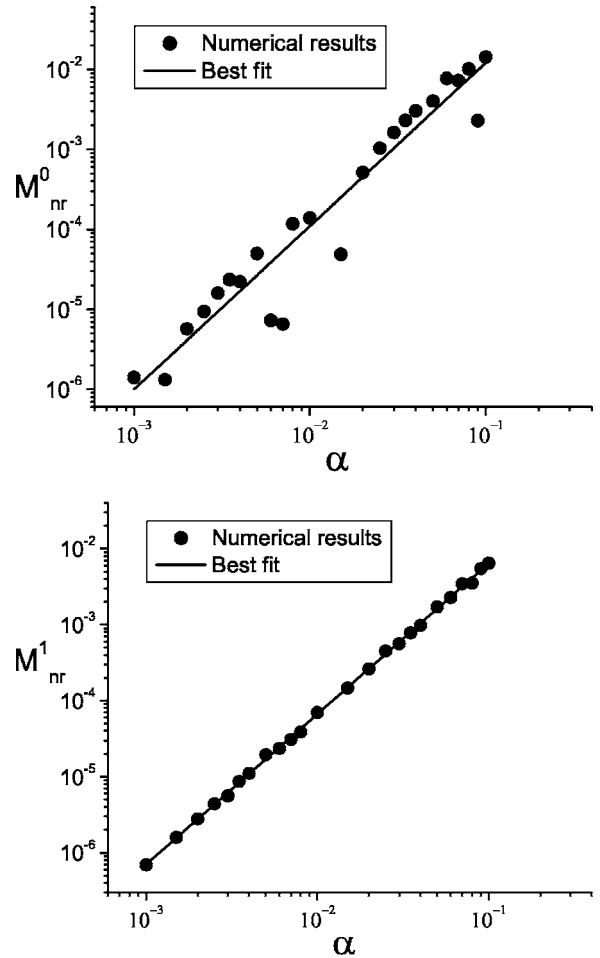 Numerical results
Best fit
10⁻²
10⁻³
M⁰nr
10⁻⁴
10⁻⁵
10⁻⁶
10⁻³ 10⁻² 10⁻¹
α
Numerical results
Best fit
10⁻²
10⁻³
M¹nr
10⁻⁴
10⁻⁵
10⁻⁶
10⁻³ 10⁻² 10⁻¹
α